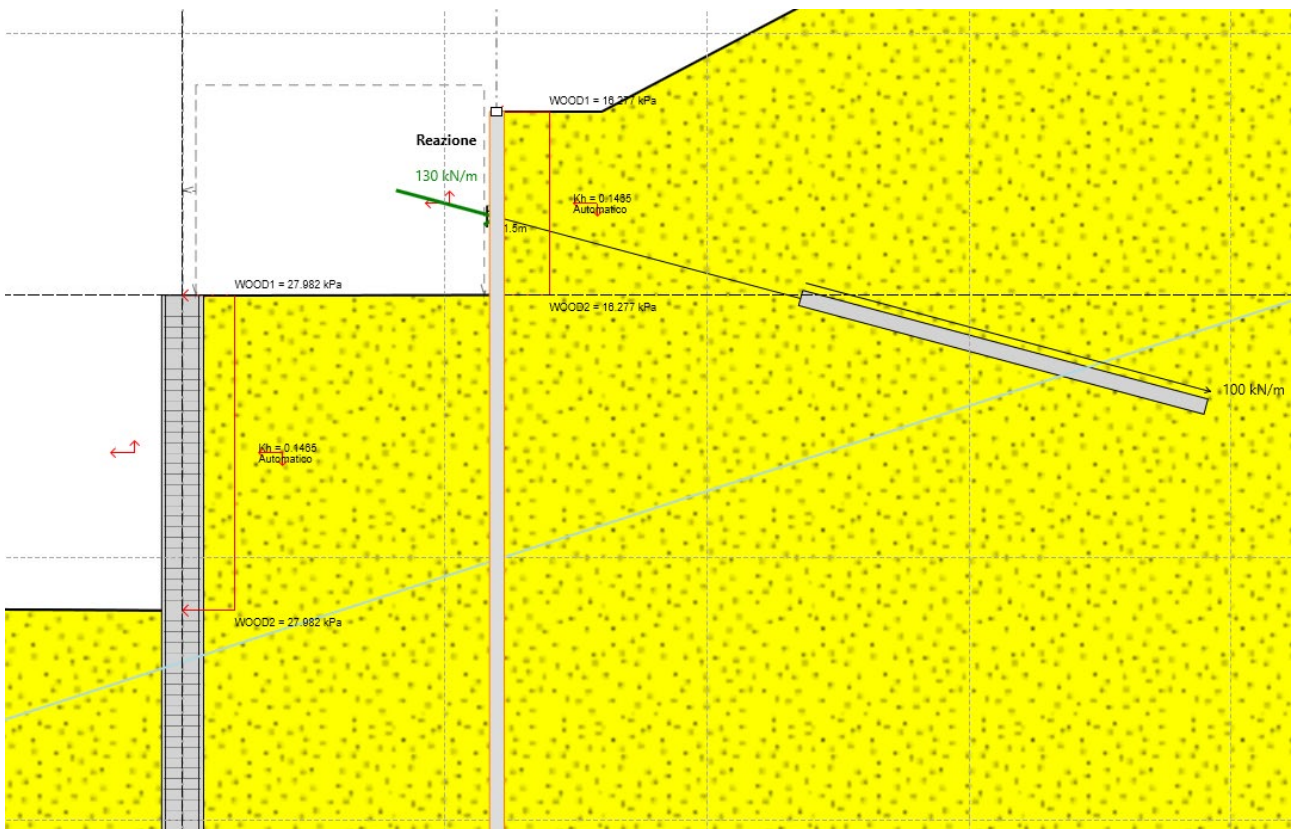 WOOD1 = 16.277 kPa
Reazione
130 kN/m
Kh = 0.1465
Automatico
1.5m
WOOD1 = 27.982 kPa
WOOD2 = 16.277 kPa
100 kN/m
Kh = 0.1465
Automatico
WOOD2 = 27.982 kPa